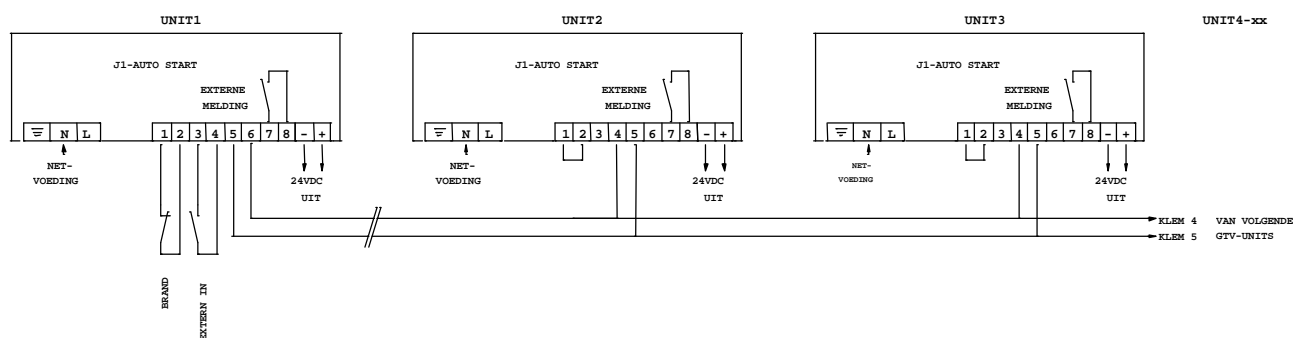 UNIT1 UNIT2 UNIT3 UNIT4-xx
J1-AUTO START J1-AUTO START J1-AUTO START
EXTERNE EXTERNE EXTERNE
MELDING MELDING MELDING
N L 1 2 3 4 5 6 7 8 - + N L 1 2 3 4 5 6 7 8 - + N L 1 2 3 4 5 6 7 8 - +
NET- 24VDC NET- 24VDC NET- 24VDC
VOEDING UIT VOEDING UIT VOEDING UIT
KLEM 4 VAN VOLGENDE
KLEM 5 GTV-UNITS
BRAND
EXTERN IN